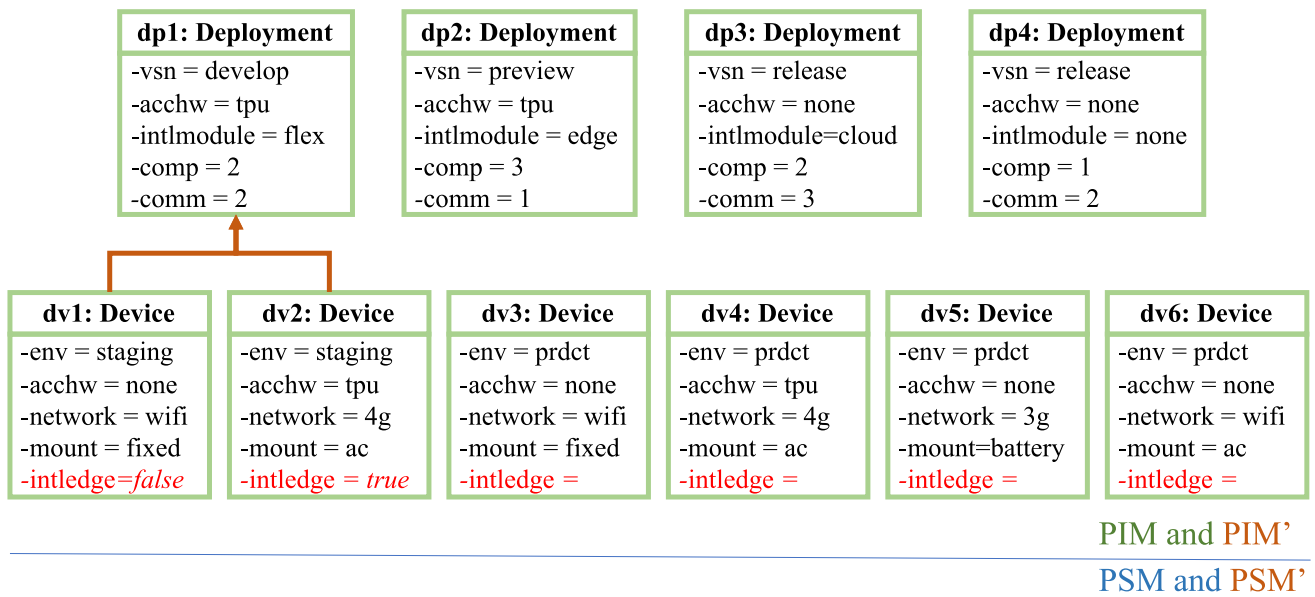 dp1: Deployment
-vsn = develop
-acchw = tpu
-intlmodule = flex
-comp = 2
-comm = 2
dp2: Deployment
-vsn = preview
-acchw = tpu
-intlmodule = edge
-comp = 3
-comm = 1
dp3: Deployment
-vsn = release
-acchw = none
-intlmodule=cloud
-comp = 2
-comm = 3
dp4: Deployment
-vsn = release
-acchw = none
-intlmodule = none
-comp = 1
-comm = 2
dv1: Device
-env = staging
-acchw = none
-network = wifi
-mount = fixed
-intledge=false
dv2: Device
-env = staging
-acchw = tpu
-network = 4g
-mount = ac
-intledge = true
dv3: Device
-env = prdct
-acchw = none
-network = wifi
-mount = fixed
-intledge =
dv4: Device
-env = prdct
-acchw = tpu
-network = 4g
-mount = ac
-intledge =
dv5: Device
-env = prdct
-acchw = none
-network = 3g
-mount=battery
-intledge =
dv6: Device
-env = prdct
-acchw = none
-network = wifi
-mount = ac
-intledge =
PIM and PIM’
PSM and PSM’